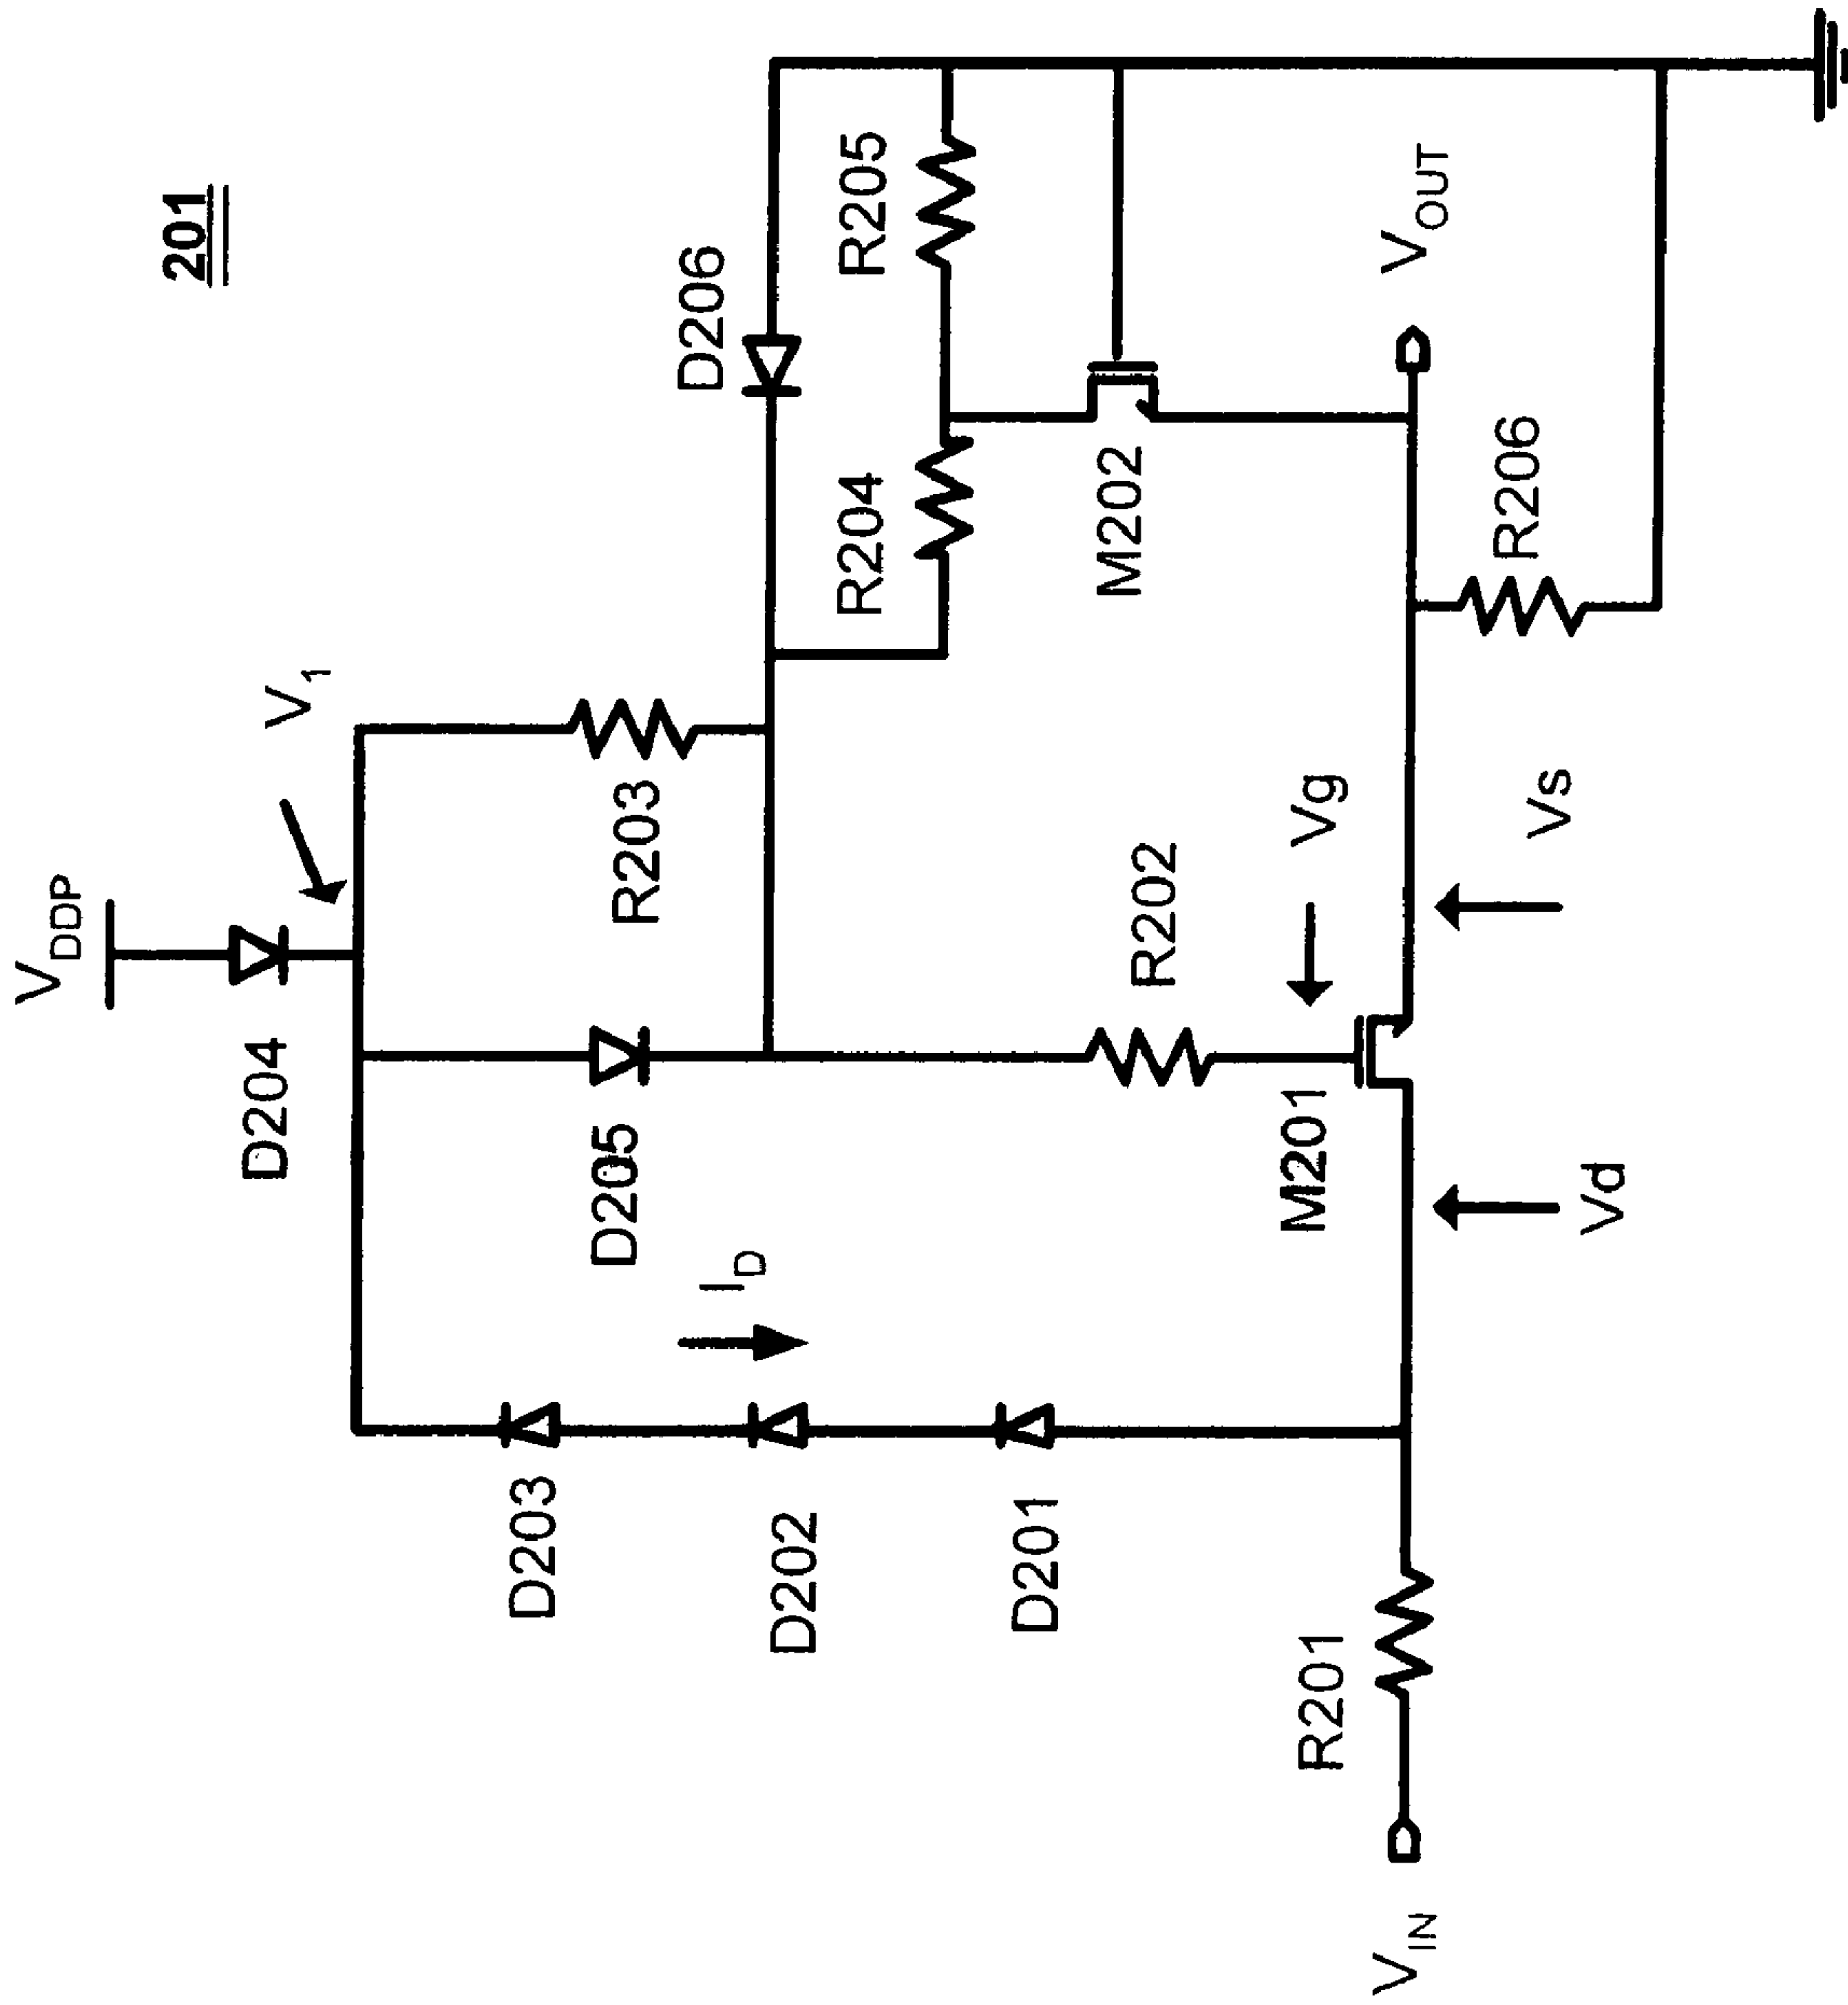 201
V_DDP
V_1
D204
D206
R205
R204
R203
D205
I_D
R202
M202
V_OUT
R206
Vg
Vs
M201
Vd
D203
D202
D201
R201
V_IN